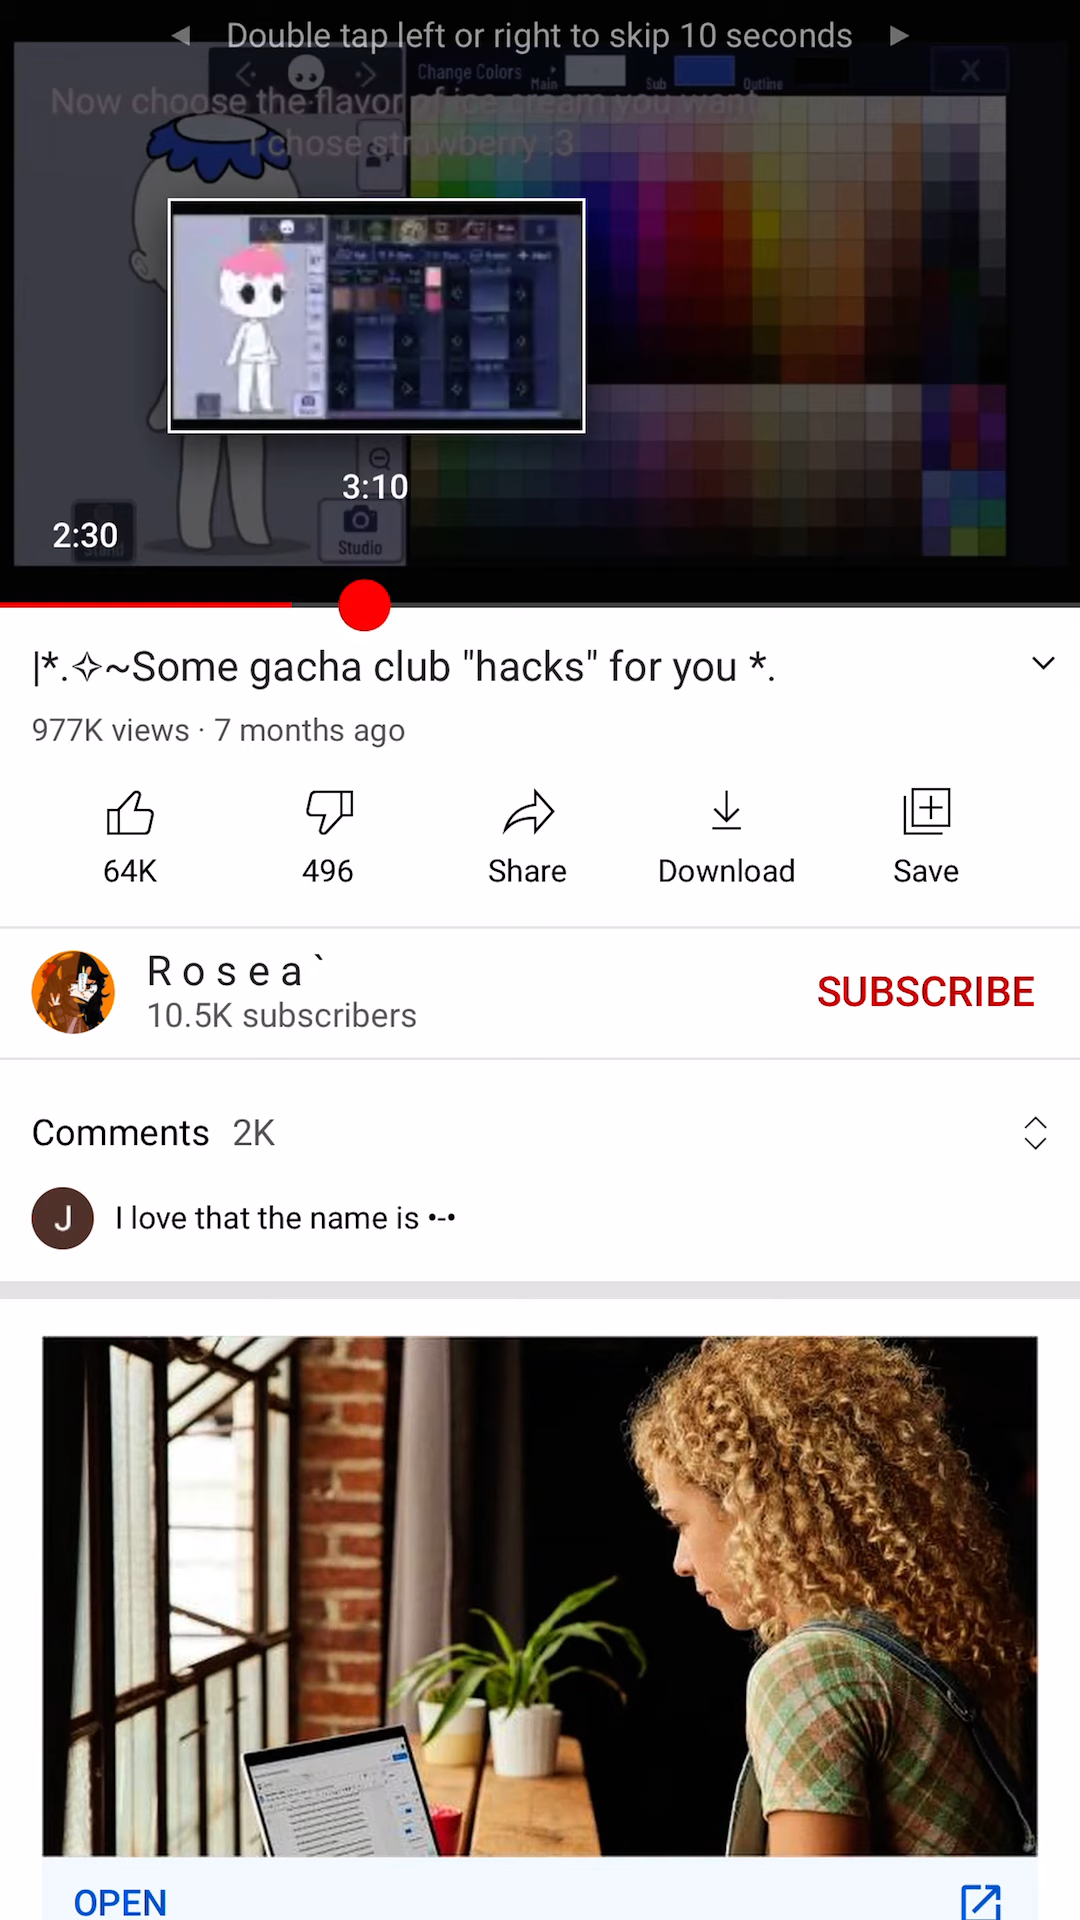 Double tap left or right to skip 10 seconds
Change Colors Main Sub Outline
Now choose the flavor of ice cream you want
I chose strawberry :3
3:10
2:30
Studio
|*.✧~Some gacha club "hacks" for you *.
977K views · 7 months ago
64K
496
Share
Download
Save
R o s e a `
10.5K subscribers
SUBSCRIBE
Comments 2K
J
I love that the name is •-•
OPEN